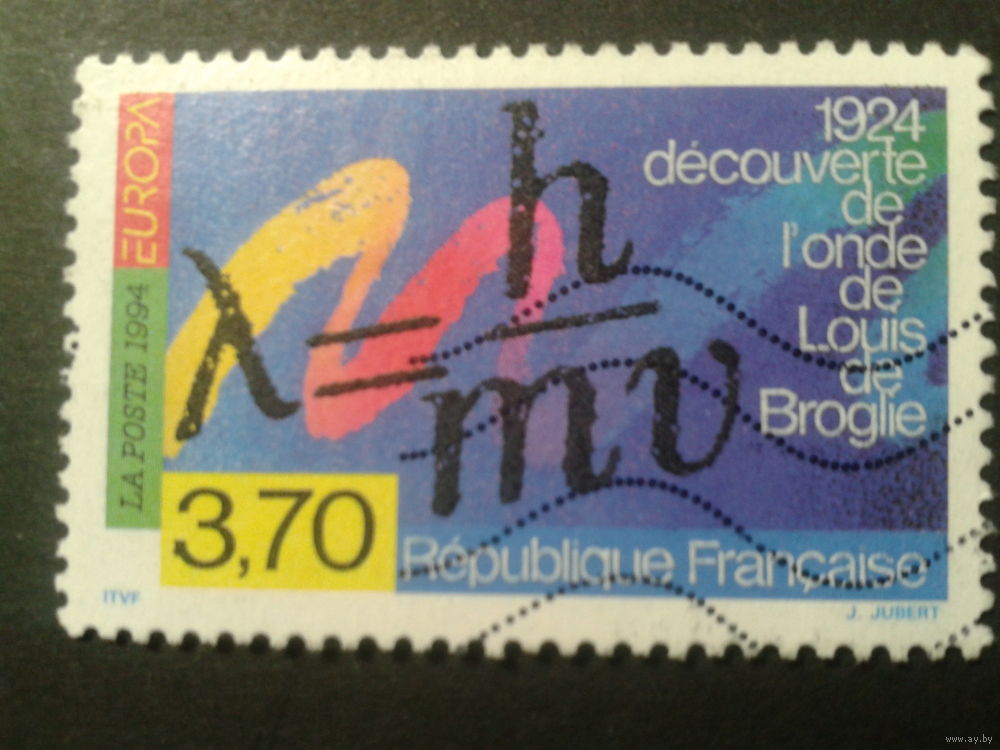 EUROPA
LA POSTE 1994
1924
découverte
de
l'onde
de
Louis
de
Broglie
λ = h
mv
3,70
République Française
ITVF
J. JUBERT
www.ay.by